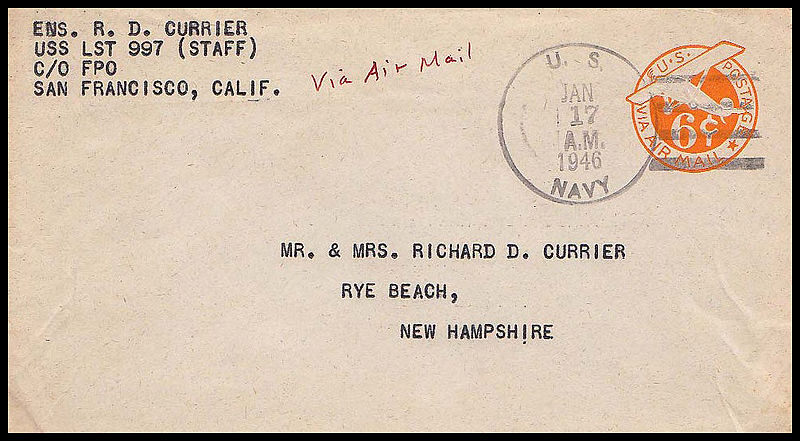 ENS. R. D. CURRIER
USS LST 997 (STAFF)
C/O FPO
SAN FRANCISCO, CALIF.
Via Air Mail
U. S.
JAN
17
A.M.
1946
NAVY
U.S. POSTAGE
6¢
VIA AIR MAIL
MR. & MRS. RICHARD D. CURRIER
RYE BEACH,
NEW HAMPSHIRE